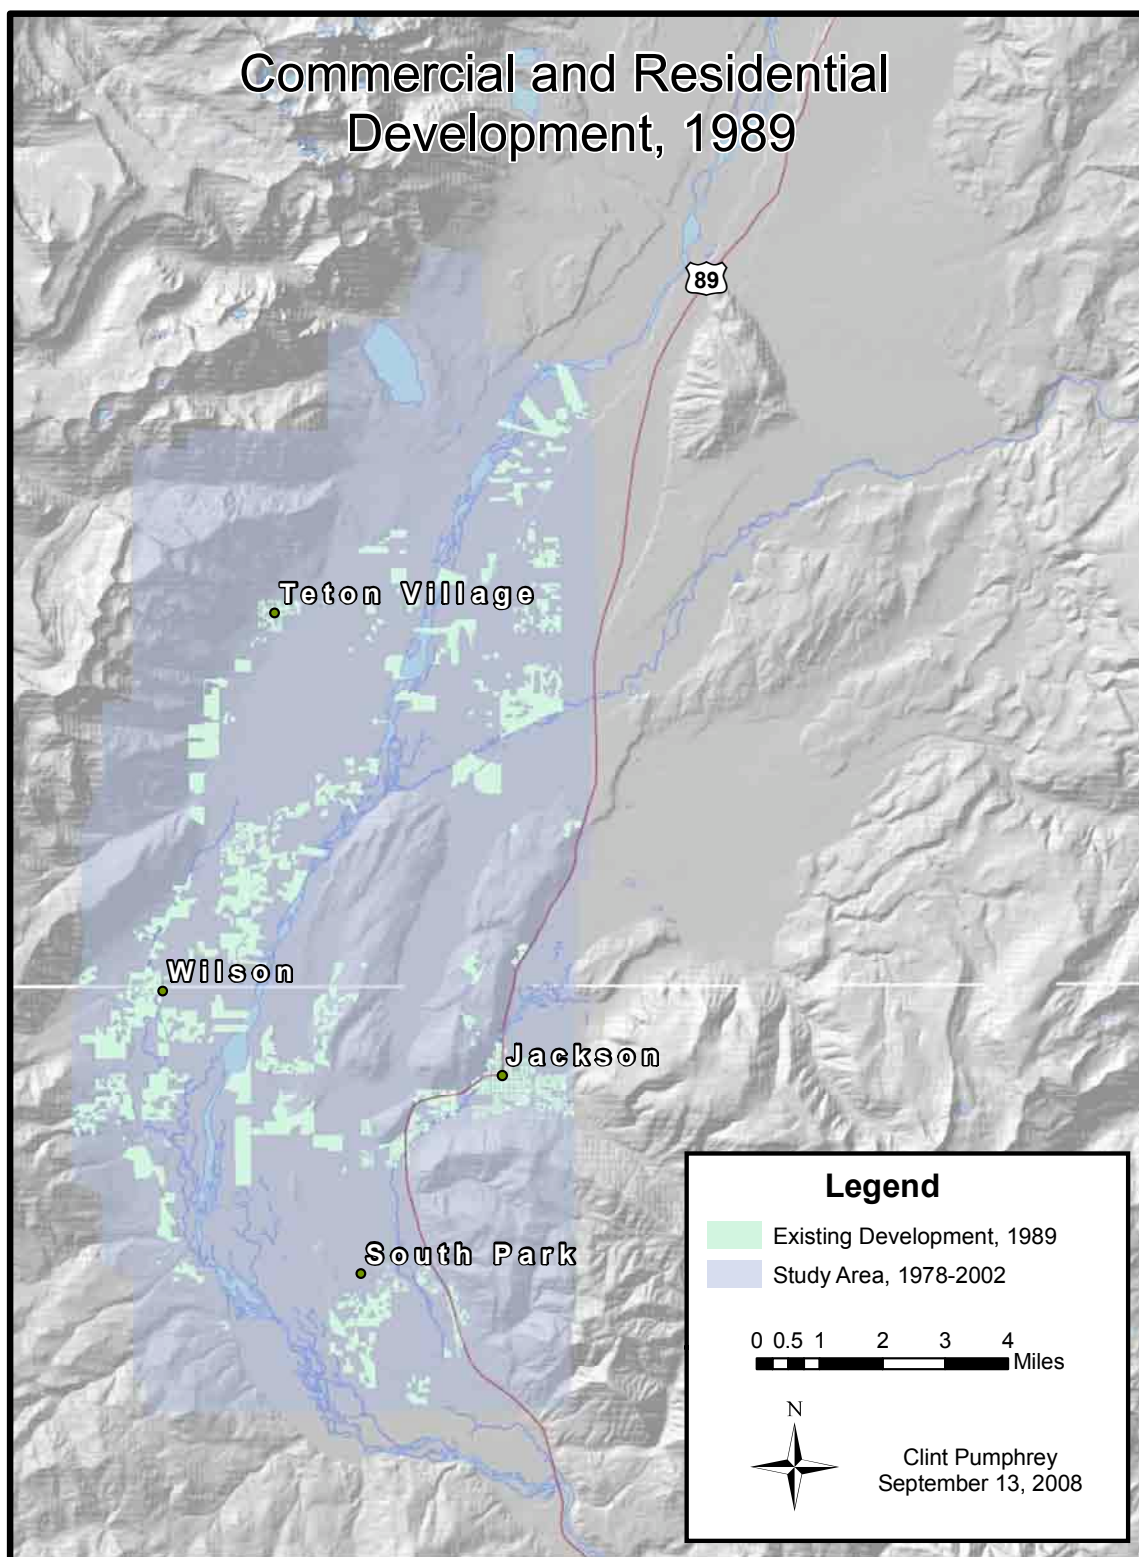 Commercial and Residential
Development, 1989
89
Teton Village
Wilson
Jackson
South Park
Legend
Existing Development, 1989
Study Area, 1978-2002
0 0.5 1 2 3 4
Miles
N
Clint Pumphrey
September 13, 2008